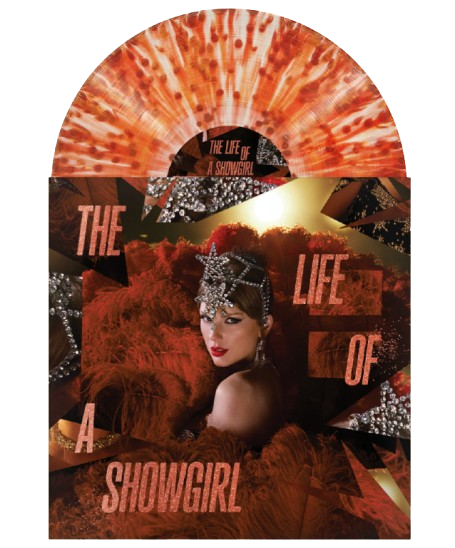 THE LIFE OF
A SHOWGIRL
THE
LIFE
OF
A
SHOWGIRL